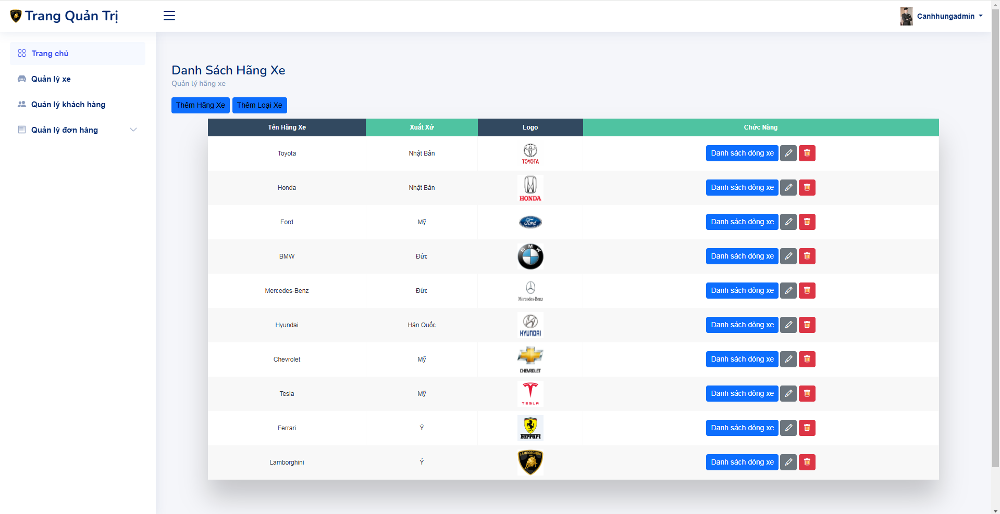 Trang Quản Trị
Canhhungadmin
Trang chủ
Quản lý xe
Quản lý khách hàng
Quản lý đơn hàng
Danh Sách Hãng Xe
Quản lý hãng xe
Thêm Hãng Xe Thêm Loại Xe
Tên Hãng Xe Xuất Xứ Logo Chức Năng
Toyota Nhật Bản TOYOTA Danh sách dòng xe
Honda Nhật Bản HONDA Danh sách dòng xe
Ford Mỹ Ford Danh sách dòng xe
BMW Đức BMW Danh sách dòng xe
Mercedes-Benz Đức Mercedes-Benz Danh sách dòng xe
Hyundai Hàn Quốc HYUNDAI Danh sách dòng xe
Chevrolet Mỹ CHEVROLET Danh sách dòng xe
Tesla Mỹ TESLA Danh sách dòng xe
Ferrari Ý Ferrari Danh sách dòng xe
Lamborghini Ý LAMBORGHINI Danh sách dòng xe